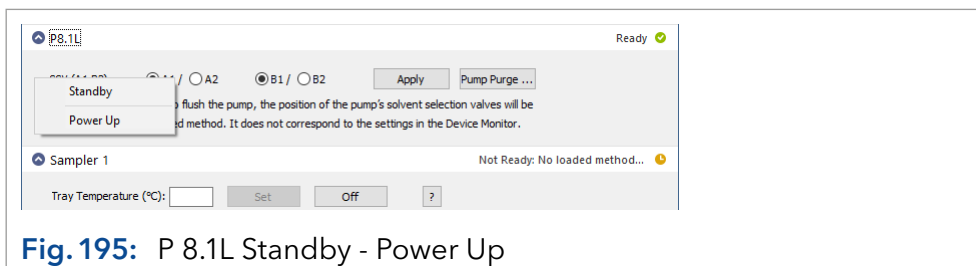 P8.1L Ready
A1 / A2 B1 / B2 Apply Pump Purge ...
Standby
flush the pump, the position of the pump's solvent selection valves will be
Power Up
method. It does not correspond to the settings in the Device Monitor.
Sampler 1 Not Ready: No loaded method...
Tray Temperature (°C): Set Off ?
Fig. 195: P 8.1L Standby - Power Up